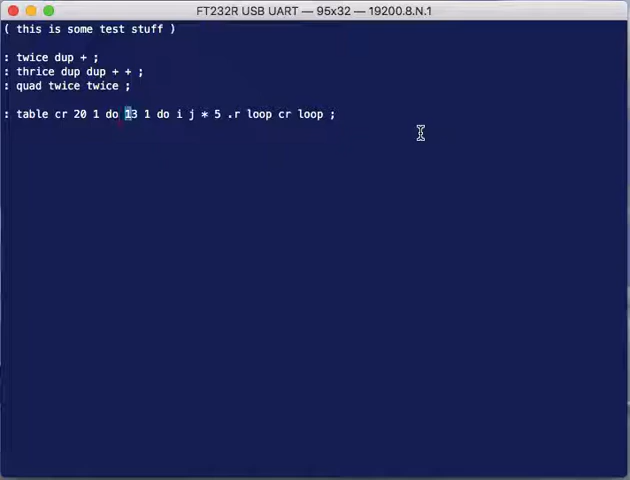 FT232R USB UART — 95x32 — 19200.8.N.1
( this is some test stuff )
: twice dup + ;
: thrice dup dup + + ;
: quad twice twice ;
: table cr 20 1 do 13 1 do i j * 5 .r loop cr loop ;